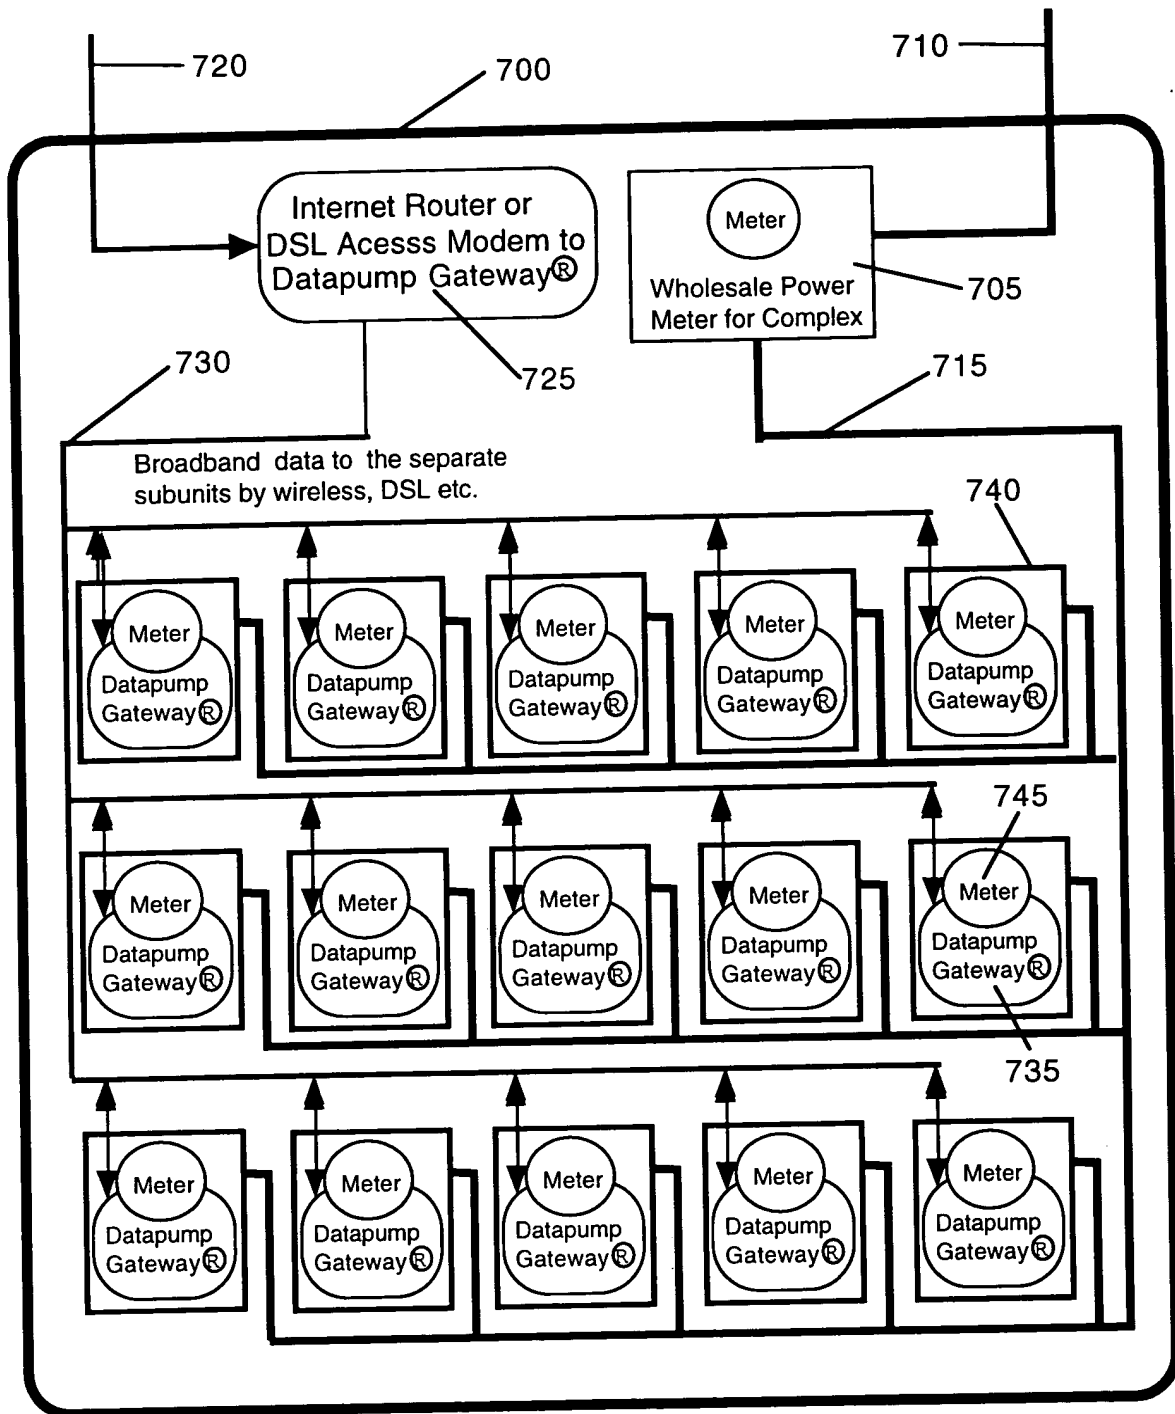 720
700
710
Internet Router or
DSL Acesss Modem to
Datapump Gateway®
Meter
Wholesale Power
Meter for Complex
705
725
730
715
Broadband data to the separate
subunits by wireless, DSL etc.
740
Meter
Datapump
Gateway®
Meter
Datapump
Gateway®
Meter
Datapump
Gateway®
Meter
Datapump
Gateway®
Meter
Datapump
Gateway®
745
Meter
Datapump
Gateway®
Meter
Datapump
Gateway®
Meter
Datapump
Gateway®
Meter
Datapump
Gateway®
Meter
Datapump
Gateway®
735
Meter
Datapump
Gateway®
Meter
Datapump
Gateway®
Meter
Datapump
Gateway®
Meter
Datapump
Gateway®
Meter
Datapump
Gateway®